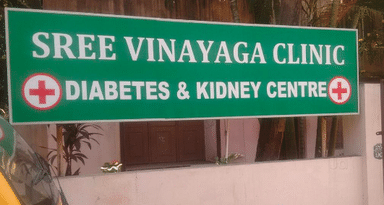 SREE VINAYAGA CLINIC
DIABETES & KIDNEY CENTRE